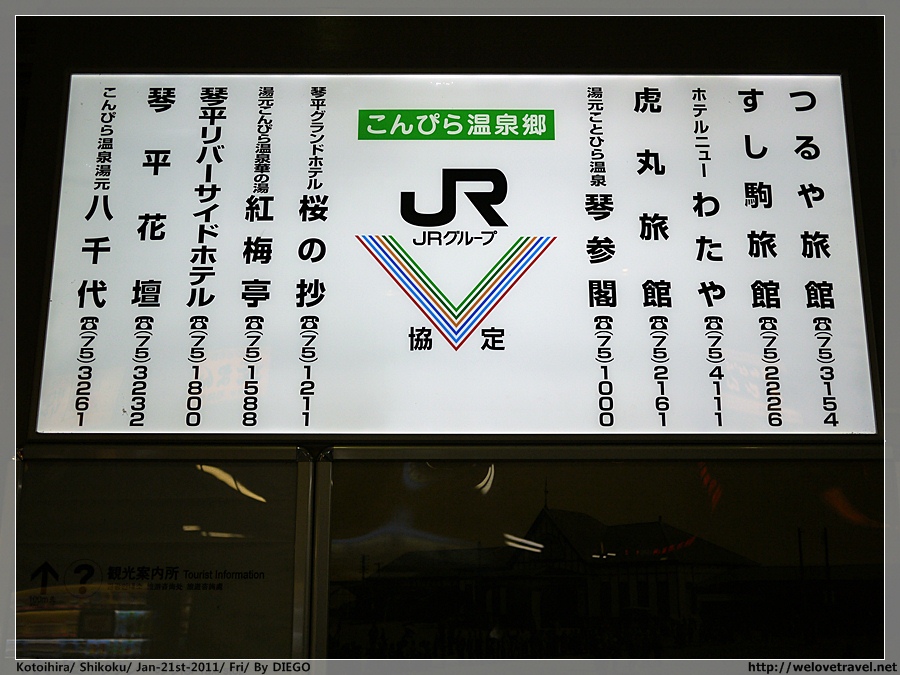 つるや旅館☎(75)3154
すし駒旅館☎(75)2226
ホテルニューわたや☎(75)4111
虎丸旅館☎(75)2161
湯元ことひら温泉琴参閣☎(75)1000
こんぴら温泉郷
JR
JRグループ
協定
琴平グランドホテル桜の抄☎(75)1211
湯元こんぴら温泉華の湯紅梅亭☎(75)1588
琴平リバーサイドホテル☎(75)1800
琴平花壇☎(75)3232
こんぴら温泉湯元八千代☎(75)3261
? 観光案内所 Tourist Information
Kotoihira/ Shikoku/ Jan-21st-2011/ Fri/ By DIEGO
http://welovetravel.net